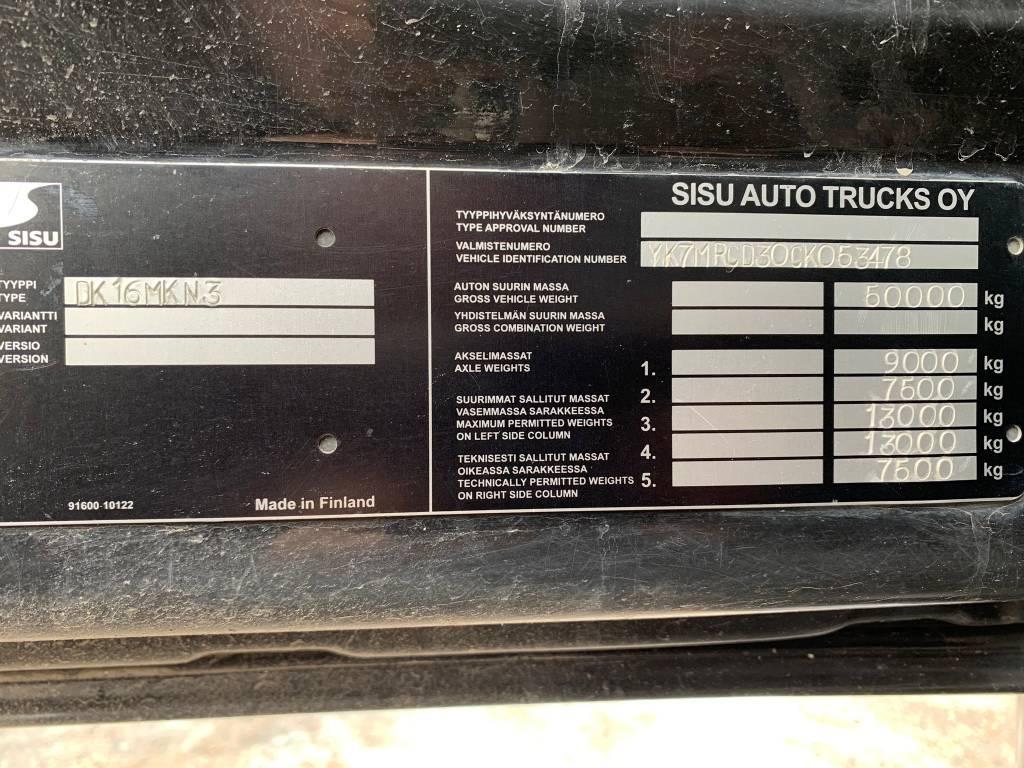 SISU
TYYPPI
TYPE
DK16MKN3
VARIANTTI
VARIANT
VERSIO
VERSION
91600-10122
Made in Finland
SISU AUTO TRUCKS OY
TYYPPIHYVÄKSYNTÄNUMERO
TYPE APPROVAL NUMBER
VALMISTENUMERO
VEHICLE IDENTIFICATION NUMBER
AUTON SUURIN MASSA
GROSS VEHICLE WEIGHT
50000 kg
YHDISTELMÄN SUURIN MASSA
GROSS COMBINATION WEIGHT
kg
AKSELIMASSAT
AXLE WEIGHTS
1. 9000 kg
2. 7500 kg
SUURIMMAT SALLITUT MASSAT
VASEMMASSA SARAKKEESSA
MAXIMUM PERMITTED WEIGHTS
ON LEFT SIDE COLUMN
3. 13000 kg
4. 13000 kg
TEKNISESTI SALLITUT MASSAT
OIKEASSA SARAKKEESSA
TECHNICALLY PERMITTED WEIGHTS
ON RIGHT SIDE COLUMN
5. 7500 kg